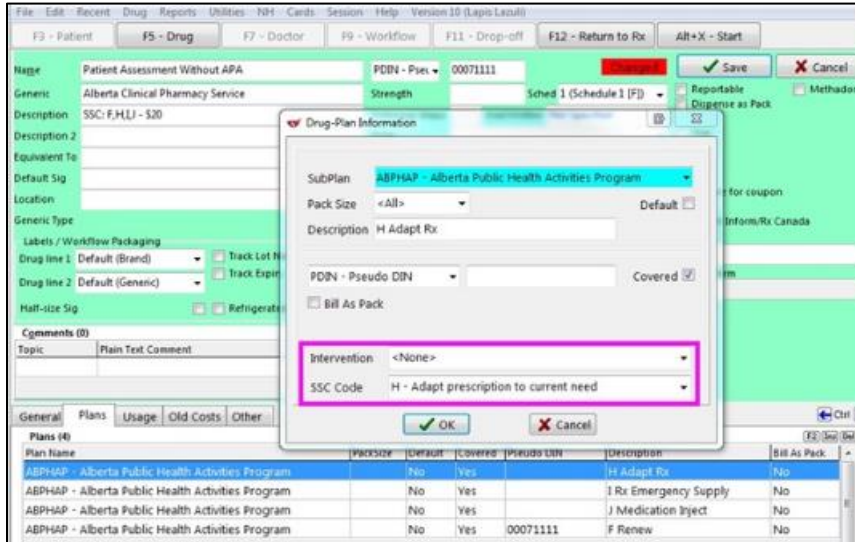 File Edit Recent Drug Reports Utilities NH Cards Session Help Version 10 (Lapis Lazuli)
F3 - Patient F5 - Drug F7 - Doctor F9 - Workflow F11 - Drop-off F12 - Return to Rx Alt+X - Start
Name Patient Assessment Without APA PDIN - Pseu 00071111 Changed Save Cancel
Generic Alberta Clinical Pharmacy Service Strength Sched 1 (Schedule 1 [F]) Reportable Methadon
Description SSC: F,H,I,J - $20 Dispense as Pack
Description 2
Equivalent To
Default Sig
Location for coupon
Generic Type Inform/Rx Canada
Labels / Workflow Packaging
Drug line 1 Default (Brand) Track Lot
Drug line 2 Default (Generic) Track Expir
Half-size Sig Refrigerate
Comments (0)
Topic Plain Text Comment
Drug-Plan Information
SubPlan ABPHAP - Alberta Public Health Activities Program
Pack Size <All> Default
Description H Adapt Rx
PDIN - Pseudo DIN Covered
Bill As Pack
Intervention <None>
SSC Code H - Adapt prescription to current need
OK Cancel
General Plans Usage Old Costs Other Ctrl
Plans (4) F2 Ins Del
Plan Name PackSize Default Covered Pseudo DIN Description Bill As Pack
ABPHAP - Alberta Public Health Activities Program No Yes H Adapt Rx No
ABPHAP - Alberta Public Health Activities Program No Yes I Rx Emergency Supply No
ABPHAP - Alberta Public Health Activities Program No Yes J Medication Inject No
ABPHAP - Alberta Public Health Activities Program No Yes 00071111 F Renew No